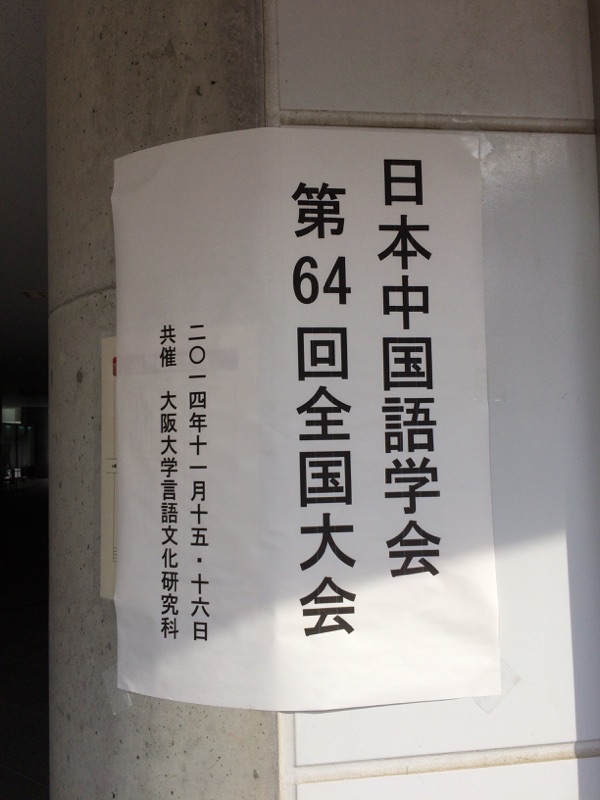 日本中国語学会
第64回全国大会
二〇一四年十一月十五・十六日
共催　大阪大学言語文化研究科